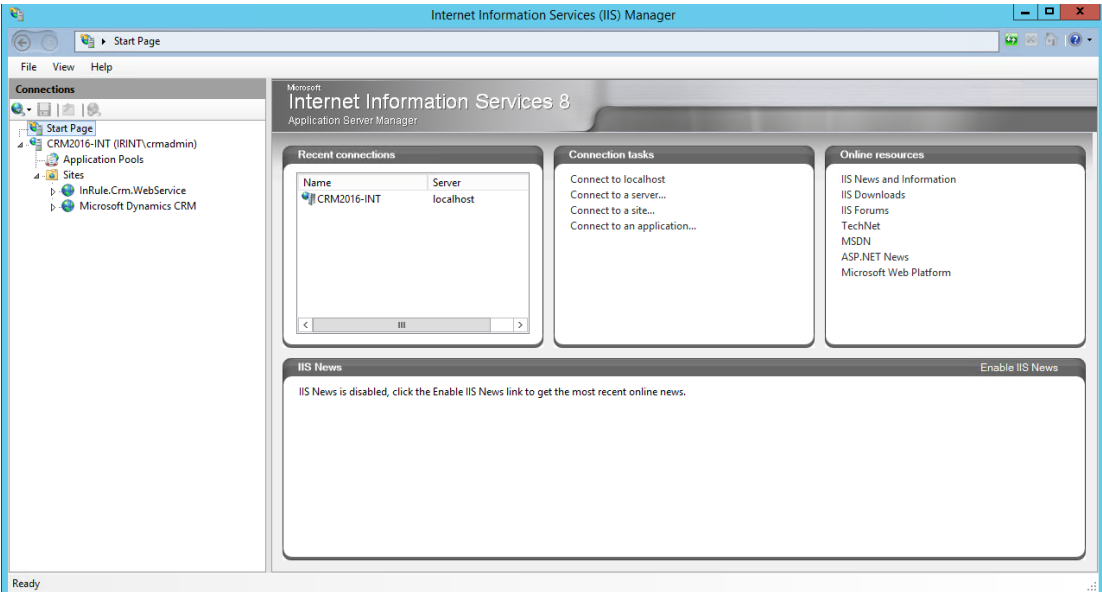 Internet Information Services (IIS) Manager
Start Page
File View Help
Connections
Start Page
CRM2016-INT (IRINT\crmadmin)
Application Pools
Sites
InRule.Crm.WebService
Microsoft Dynamics CRM
Microsoft
Internet Information Services 8
Application Server Manager
Recent connections
Name Server
CRM2016-INT localhost
Connection tasks
Connect to localhost
Connect to a server...
Connect to a site...
Connect to an application...
Online resources
IIS News and Information
IIS Downloads
IIS Forums
TechNet
MSDN
ASP.NET News
Microsoft Web Platform
IIS News Enable IIS News
IIS News is disabled, click the Enable IIS News link to get the most recent online news.
Ready